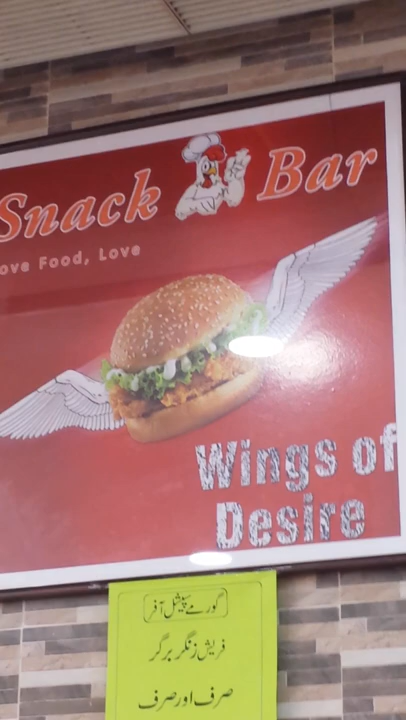 Snack Bar
ove Food, Love
Wings of
Desire
گورمے سپیشل آفر
فریش زنگر برگر
صرف اور صرف